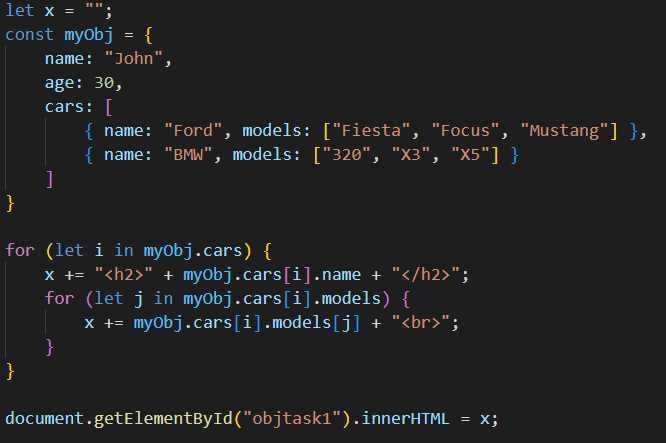 let x = "";
const myObj = {
    name: "John",
    age: 30,
    cars: [
        { name: "Ford", models: ["Fiesta", "Focus", "Mustang"] },
        { name: "BMW", models: ["320", "X3", "X5"] }
    ]
}

for (let i in myObj.cars) {
    x += "<h2>" + myObj.cars[i].name + "</h2>";
    for (let j in myObj.cars[i].models) {
        x += myObj.cars[i].models[j] + "<br>";
    }
}

document.getElementById("objtask1").innerHTML = x;